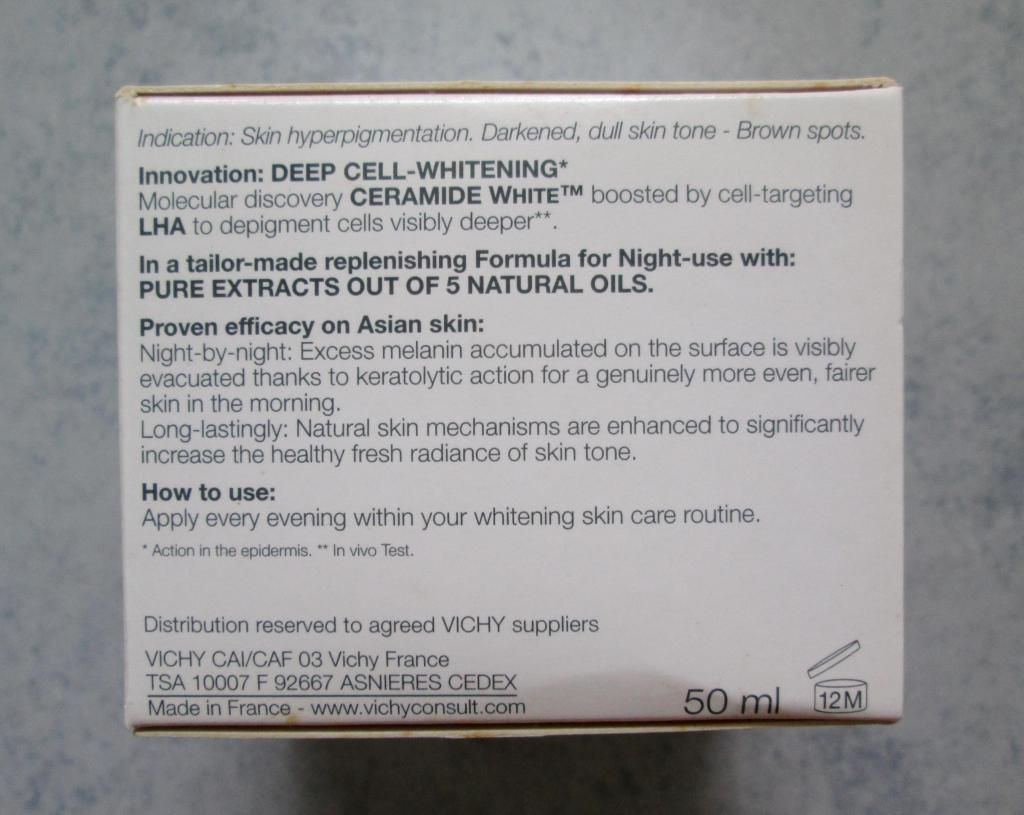 Indication: Skin hyperpigmentation. Darkened, dull skin tone - Brown spots.
Innovation: DEEP CELL-WHITENING*
Molecular discovery CERAMIDE WHITE™ boosted by cell-targeting
LHA to depigment cells visibly deeper**.
In a tailor-made replenishing Formula for Night-use with:
PURE EXTRACTS OUT OF 5 NATURAL OILS.
Proven efficacy on Asian skin:
Night-by-night: Excess melanin accumulated on the surface is visibly
evacuated thanks to keratolytic action for a genuinely more even, fairer
skin in the morning.
Long-lastingly: Natural skin mechanisms are enhanced to significantly
increase the healthy fresh radiance of skin tone.
How to use:
Apply every evening within your whitening skin care routine.
* Action in the epidermis. ** In vivo Test.
Distribution reserved to agreed VICHY suppliers
VICHY CAI/CAF 03 Vichy France
TSA 10007 F 92667 ASNIERES CEDEX
Made in France - www.vichyconsult.com
50 ml
12M